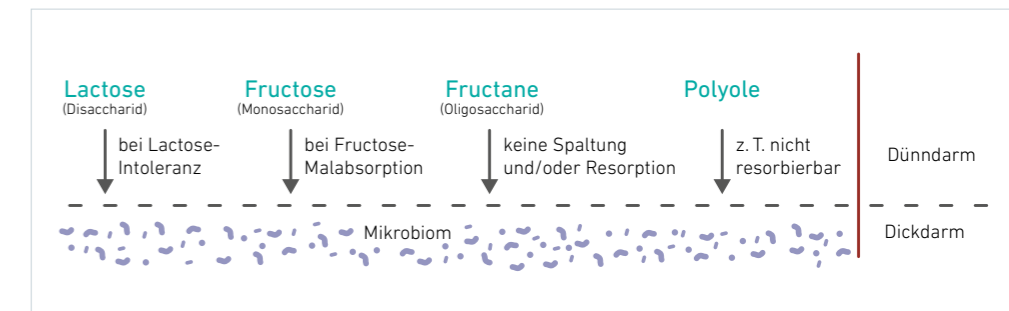 Lactose
(Disaccharid)
bei Lactose-
Intoleranz
Fructose
(Monosaccharid)
bei Fructose-
Malabsorption
Fructane
(Oligosaccharid)
keine Spaltung
und/oder Resorption
Polyole
z. T. nicht
resorbierbar
Dünndarm
Mikrobiom
Dickdarm